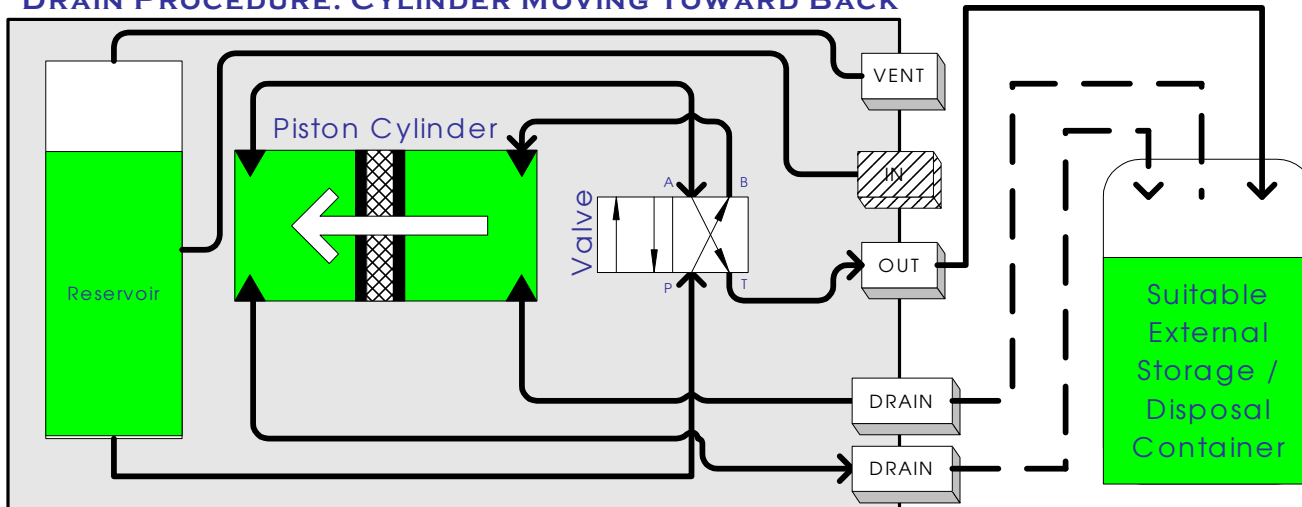 DRAIN PROCEDURE: CYLINDER MOVING TOWARD BACK
VENT
Piston Cylinder
IN
A
B
Valve
OUT
Reservoir
P
T
Suitable
External
Storage /
Disposal
Container
DRAIN
DRAIN